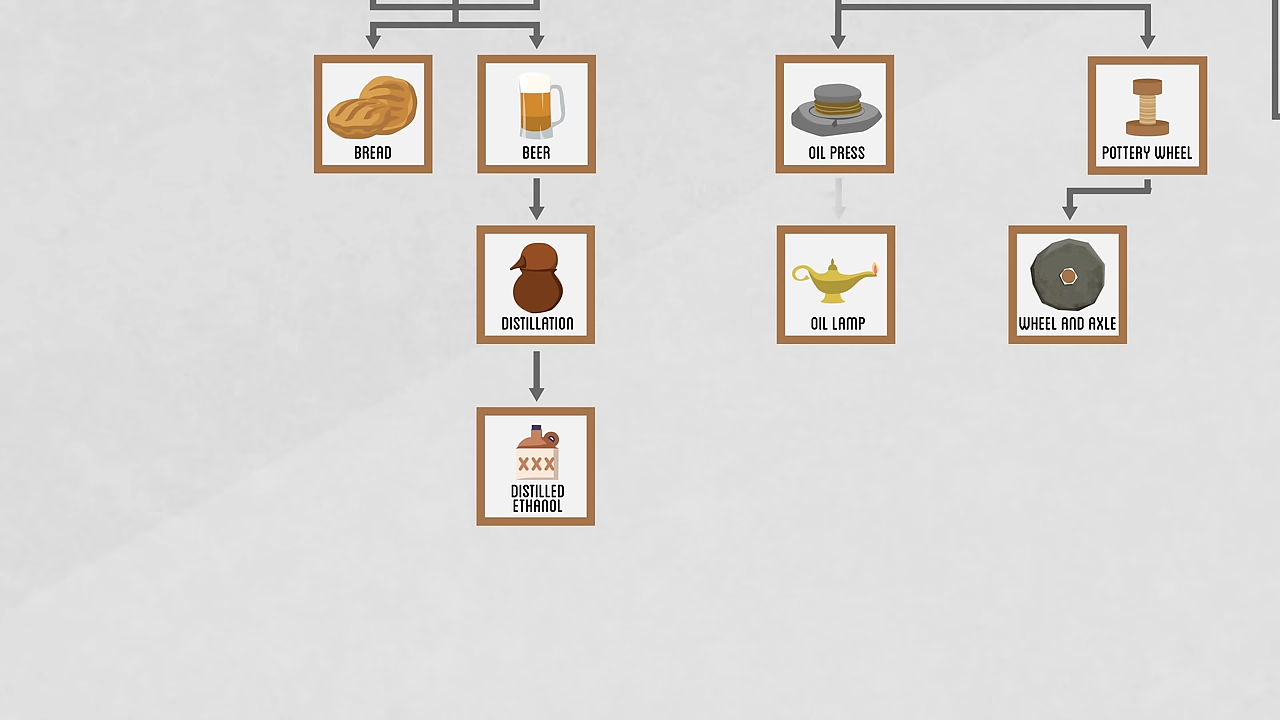 BREAD
BEER
OIL PRESS
POTTERY WHEEL
DISTILLATION
OIL LAMP
WHEEL AND AXLE
XXX
DISTILLED
ETHANOL